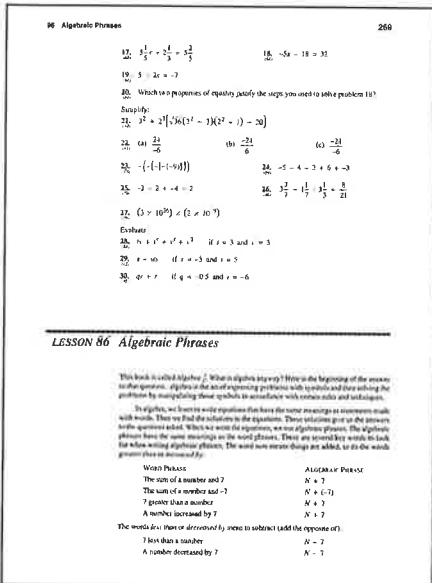 96 Algebraic Phrases 269
17. 3 1/5 x + 2 1/3 = 5 2/5
18. -5x - 18 = 32
19. 5 2x = -7
20. Which two properties of equality justify the steps you used to solve problem 18?
Simplify:
21. 3² + 2³[√36(2² - 3)(2² + 1) - 20]
22. (a) 24/-6 (b) -24/6 (c) -24/-6
23. -{-[-(-9)]}
24. -5 - 4 - 3 + 6 + -3
25. -3 - 2 + -4 - 2
27. (3 × 10²⁶) × (2 × 10⁻⁹)
Evaluate:
28. if s = 3 and t = 3
29. if s = -3 and t = 5
30. if q = -0.5 and r = -6
LESSON 86 Algebraic Phrases
This book is called Algebra ½. What is algebra anyway? Here is the beginning of the answer
to that question. Algebra is the art of expressing problems with symbols and then solving the
problems by manipulating those symbols in accordance with certain rules and techniques.
In algebra, we learn to write equations that have the same meanings as statements made
with words. Then we find the solutions to the equations. These solutions give us the answers
to the questions asked. When we write the equations, we use algebraic phrases. The algebraic
phrases have the same meanings as the word phrases. There are several key words to look
for when writing algebraic phrases. The word sum means things are added, as do the words
greater than or increased by:
WORD PHRASE ALGEBRAIC PHRASE
The sum of a number and 7 N + 7
The sum of a number and -7 N + (-7)
7 greater than a number N + 7
A number increased by 7 N + 7
The words less than or decreased by mean to subtract (add the opposite of).
7 less than a number N - 7
A number decreased by 7 N - 7